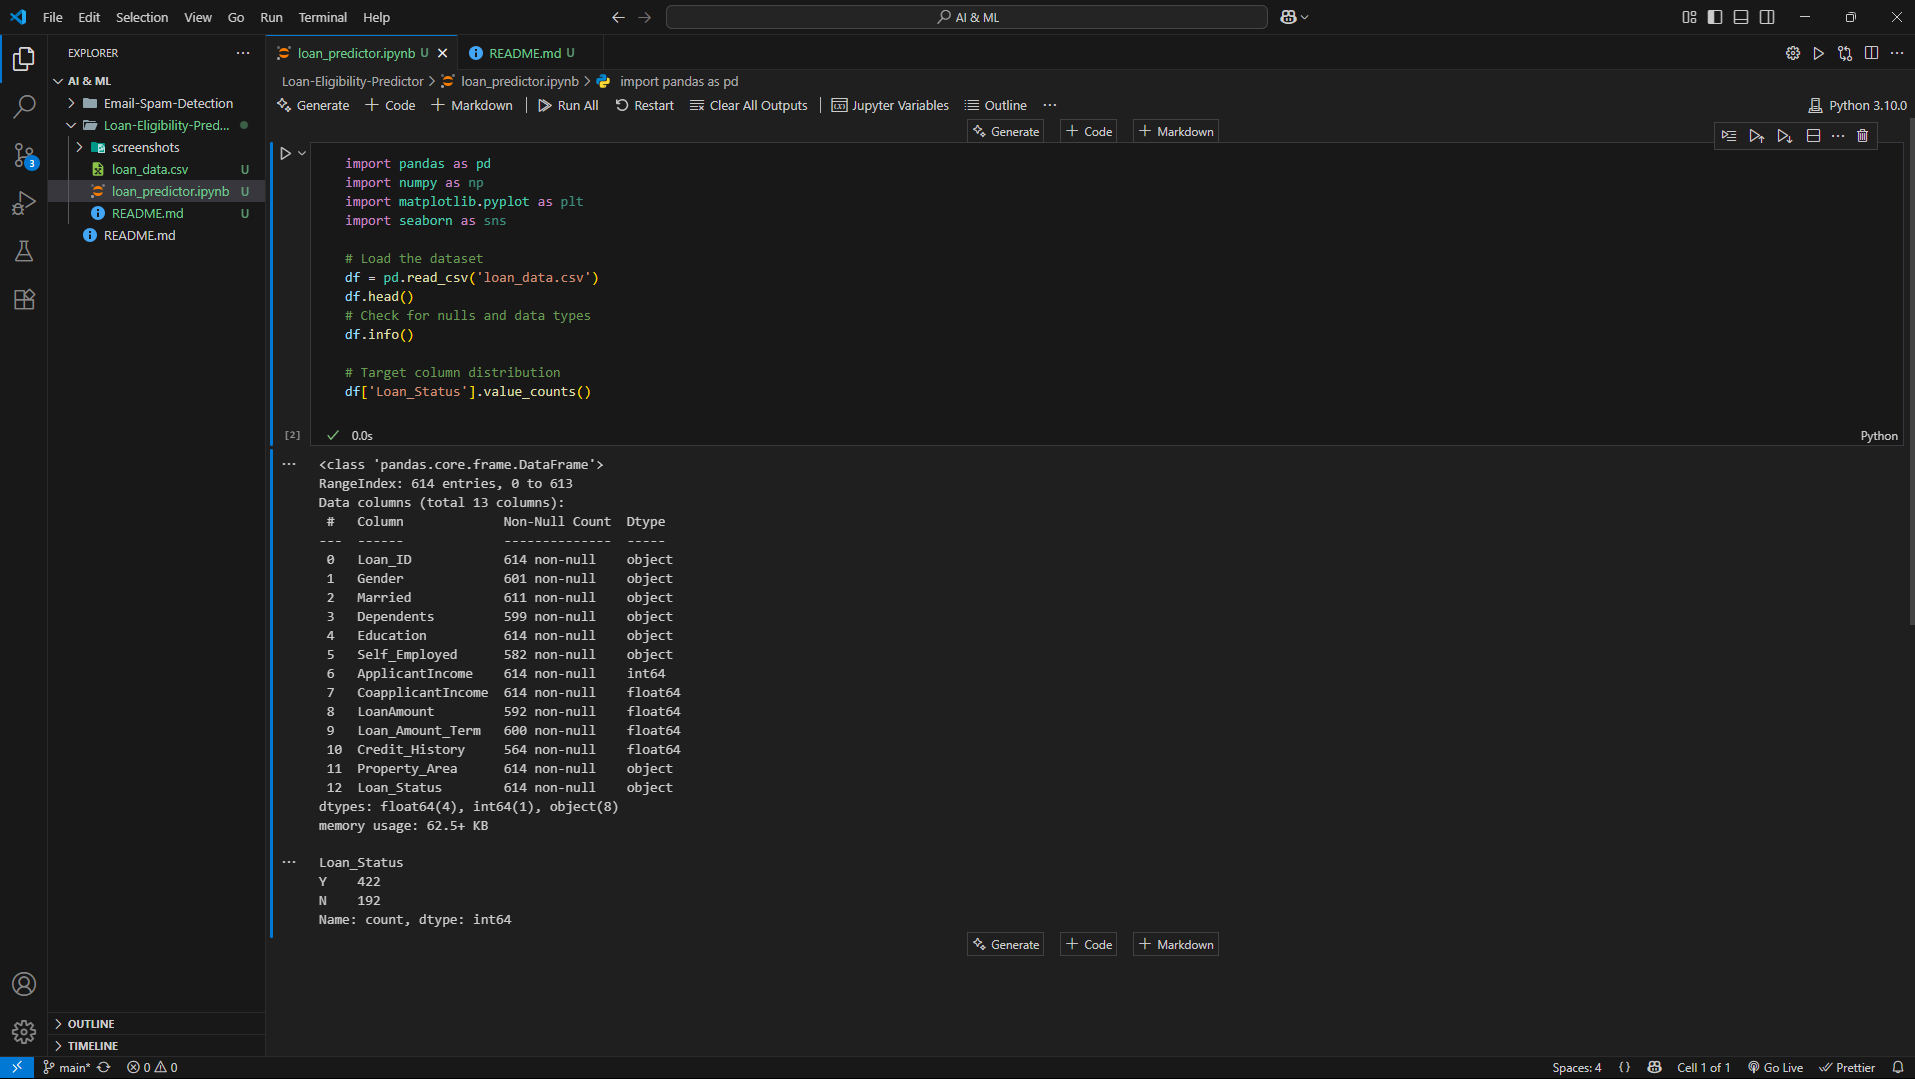 File Edit Selection View Go Run Terminal Help
AI & ML
EXPLORER
AI & ML
Email-Spam-Detection
Loan-Eligibility-Pred...
screenshots
loan_data.csv U
loan_predictor.ipynb U
README.md U
README.md
OUTLINE
TIMELINE
3
loan_predictor.ipynb U
README.md U
Loan-Eligibility-Predictor > loan_predictor.ipynb > import pandas as pd
Generate + Code + Markdown Run All Restart Clear All Outputs Jupyter Variables Outline ...
Python 3.10.0
Generate + Code + Markdown
import pandas as pd
import numpy as np
import matplotlib.pyplot as plt
import seaborn as sns
# Load the dataset
df = pd.read_csv('loan_data.csv')
df.head()
# Check for nulls and data types
df.info()
# Target column distribution
df['Loan_Status'].value_counts()
[2] 0.0s
Python
<class 'pandas.core.frame.DataFrame'>
RangeIndex: 614 entries, 0 to 613
Data columns (total 13 columns):
# Column Non-Null Count Dtype
--- ------ -------------- -----
0 Loan_ID 614 non-null object
1 Gender 601 non-null object
2 Married 611 non-null object
3 Dependents 599 non-null object
4 Education 614 non-null object
5 Self_Employed 582 non-null object
6 ApplicantIncome 614 non-null int64
7 CoapplicantIncome 614 non-null float64
8 LoanAmount 592 non-null float64
9 Loan_Amount_Term 600 non-null float64
10 Credit_History 564 non-null float64
11 Property_Area 614 non-null object
12 Loan_Status 614 non-null object
dtypes: float64(4), int64(1), object(8)
memory usage: 62.5+ KB
Loan_Status
Y 422
N 192
Name: count, dtype: int64
Generate + Code + Markdown
main* 0 0
Spaces: 4 {} Cell 1 of 1 Go Live Prettier